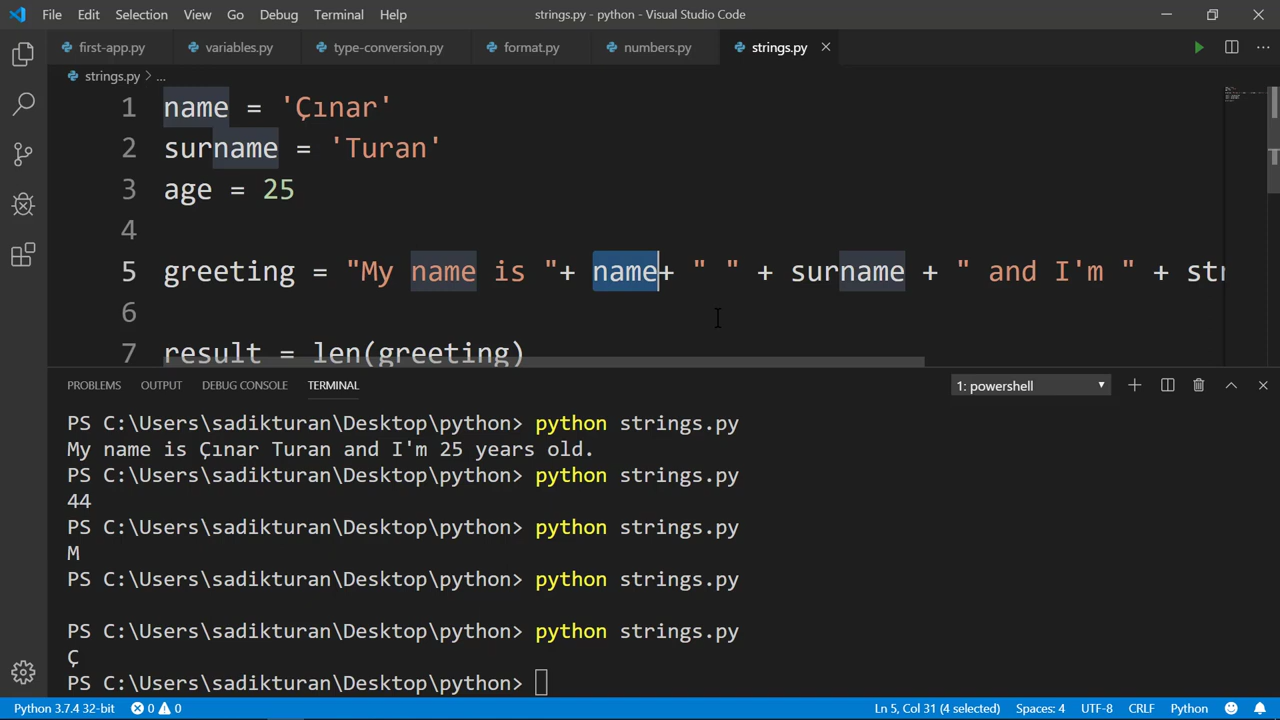 File Edit Selection View Go Debug Terminal Help strings.py - python - Visual Studio Code
first-app.py variables.py type-conversion.py format.py numbers.py strings.py
strings.py > ...
1 name = 'Çınar'
2 surname = 'Turan'
3 age = 25
4
5 greeting = "My name is "+ name+ " " + surname + " and I'm " + str
6
7 result = len(greeting)
PROBLEMS OUTPUT DEBUG CONSOLE TERMINAL 1: powershell
PS C:\Users\sadikturan\Desktop\python> python strings.py
My name is Çınar Turan and I'm 25 years old.
PS C:\Users\sadikturan\Desktop\python> python strings.py
44
PS C:\Users\sadikturan\Desktop\python> python strings.py
M
PS C:\Users\sadikturan\Desktop\python> python strings.py
PS C:\Users\sadikturan\Desktop\python> python strings.py
Ç
PS C:\Users\sadikturan\Desktop\python>
Python 3.7.4 32-bit 0 0 Ln 5, Col 31 (4 selected) Spaces: 4 UTF-8 CRLF Python